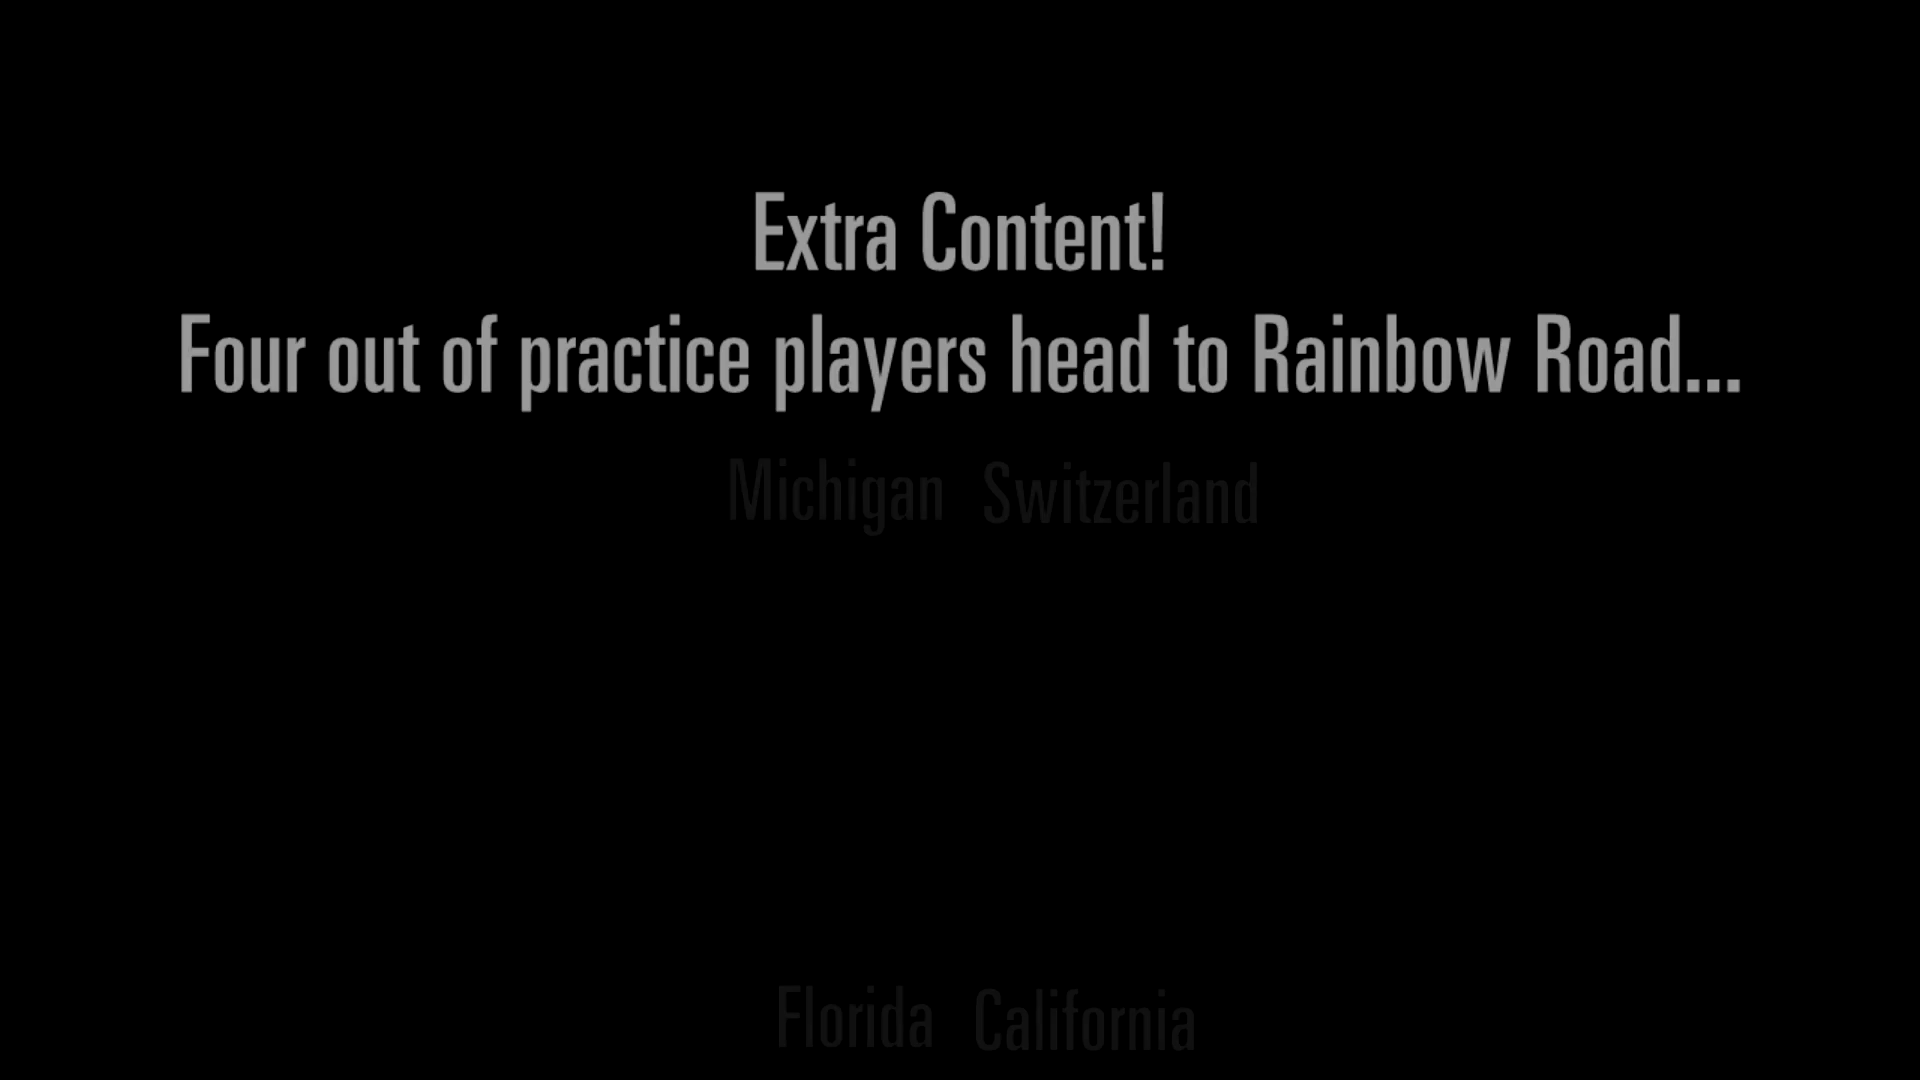 Extra Content!
Four out of practice players head to Rainbow Road...
Michigan Switzerland
Florida California